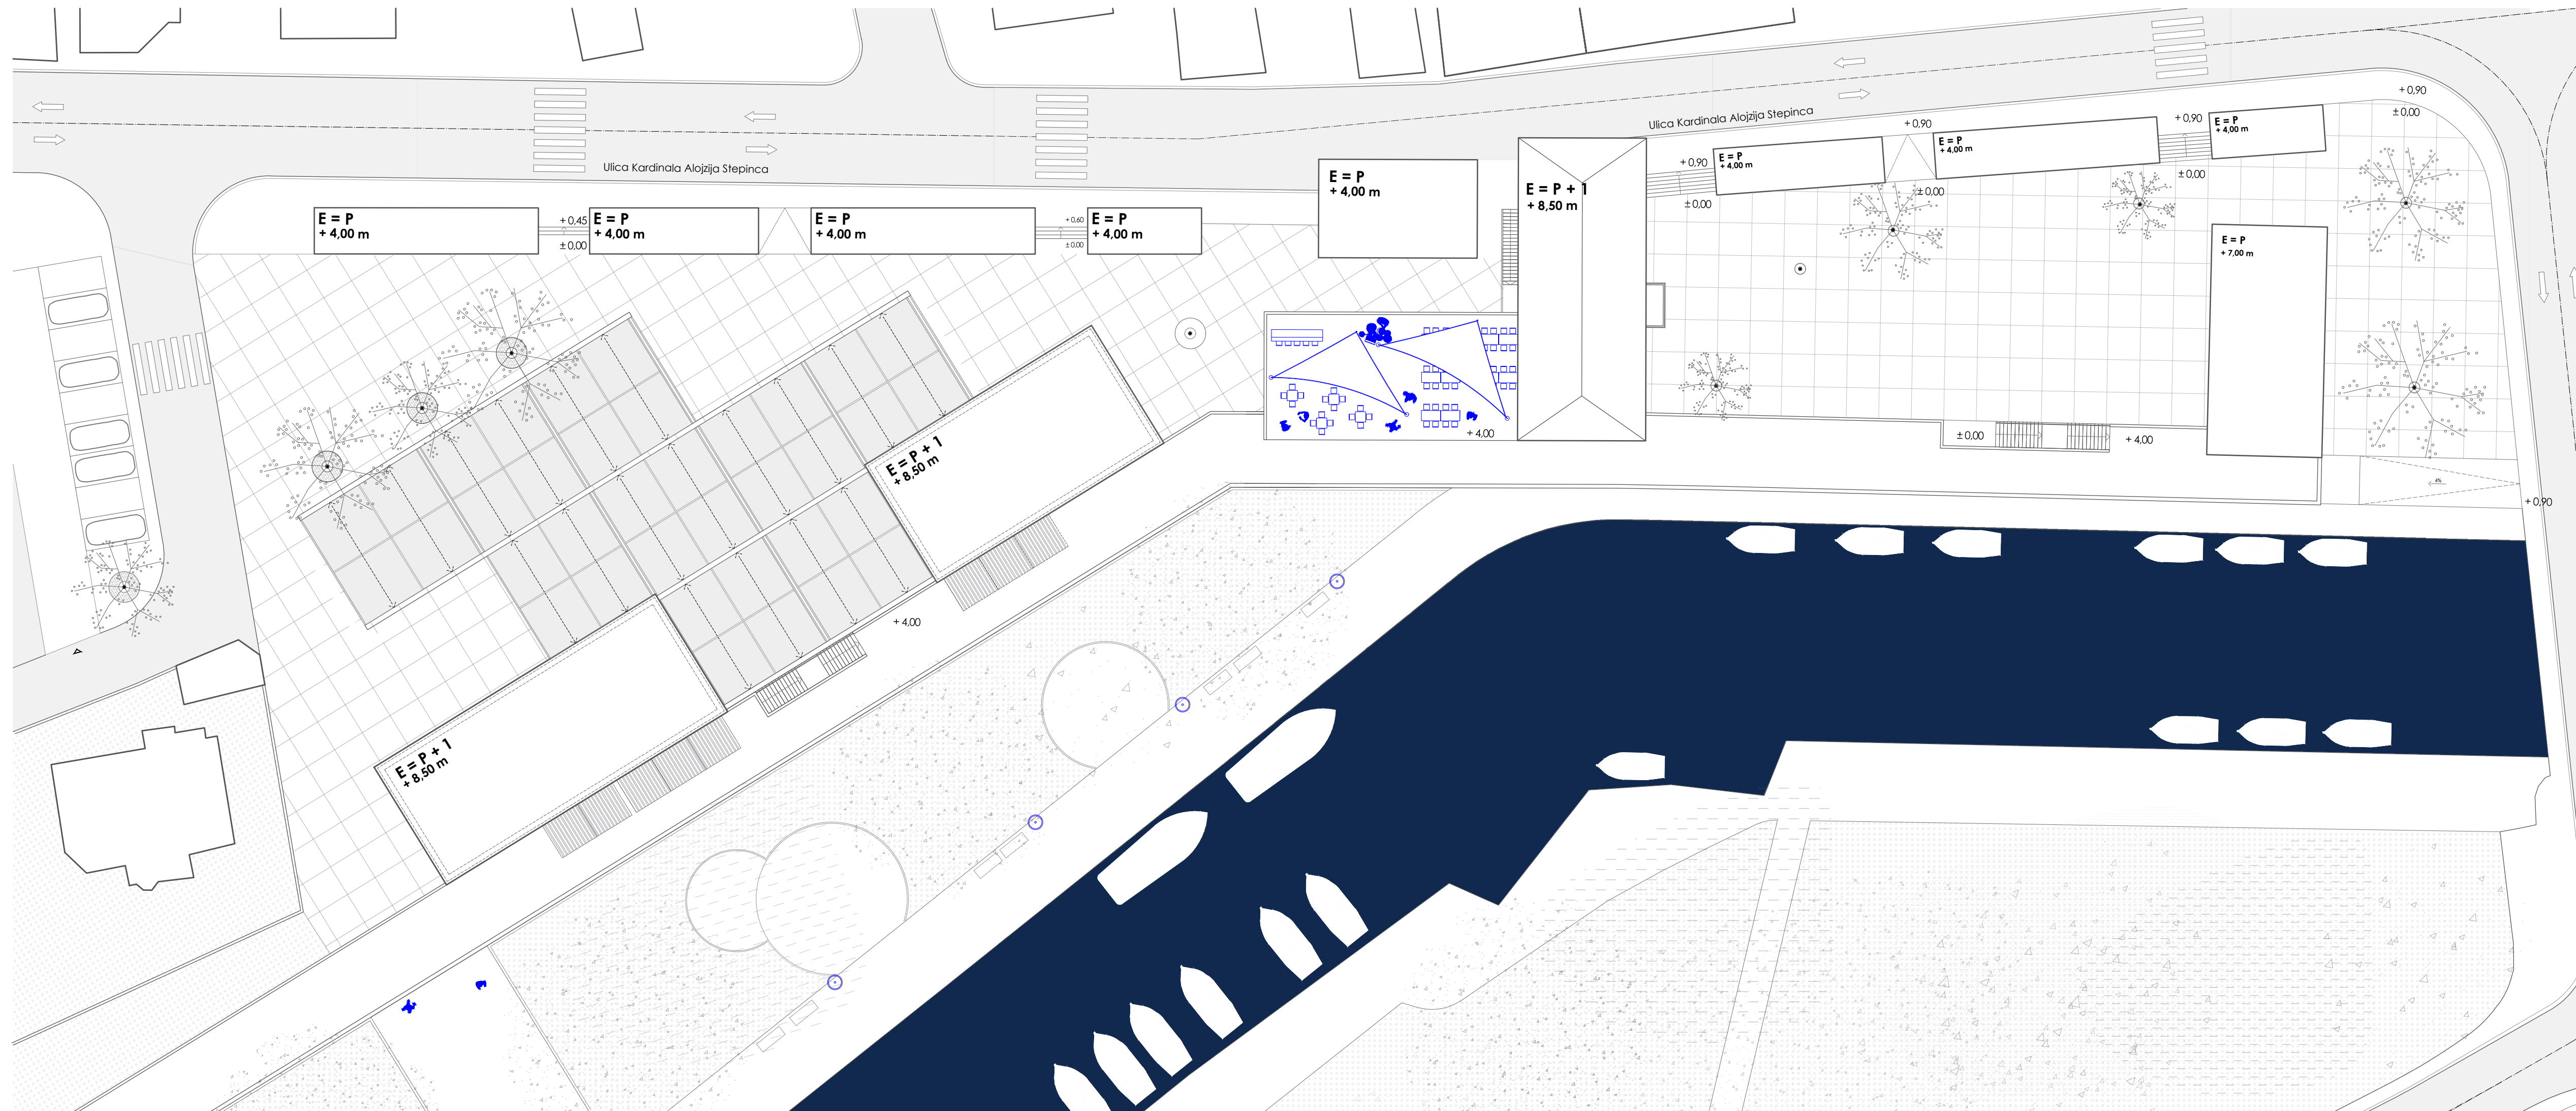 + 0,90
± 0,00
Ulica Kardinala Alojzija Stepinca
Ulica Kardinala Alojzija Stepinca
E = P
+ 4,00 m
+ 0,45
± 0,00
E = P
+ 4,00 m
E = P
+ 4,00 m
+ 0,60
± 0,00
E = P
+ 4,00 m
E = P
+ 4,00 m
E = P + 1
+ 8,50 m
+ 0,90
± 0,00
E = P
+ 4,00 m
+ 0,90
± 0,00
E = P
+ 4,00 m
+ 0,90
± 0,00
E = P
+ 4,00 m
E = P
+ 7,00 m
+ 4,00
± 0,00
+ 4,00
+ 0,90
E = P + 1
+ 8,50 m
+ 4,00
E = P + 1
+ 8,50 m